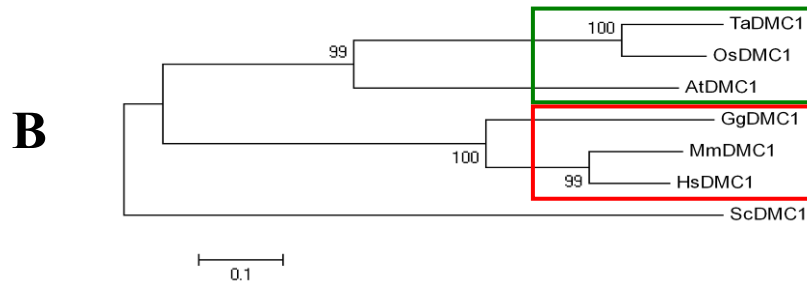 TaDMC1
100
OsDMC1
99
AtDMC1
B
GgDMC1
MmDMC1
100
99
HsDMC1
ScDMC1
0.1